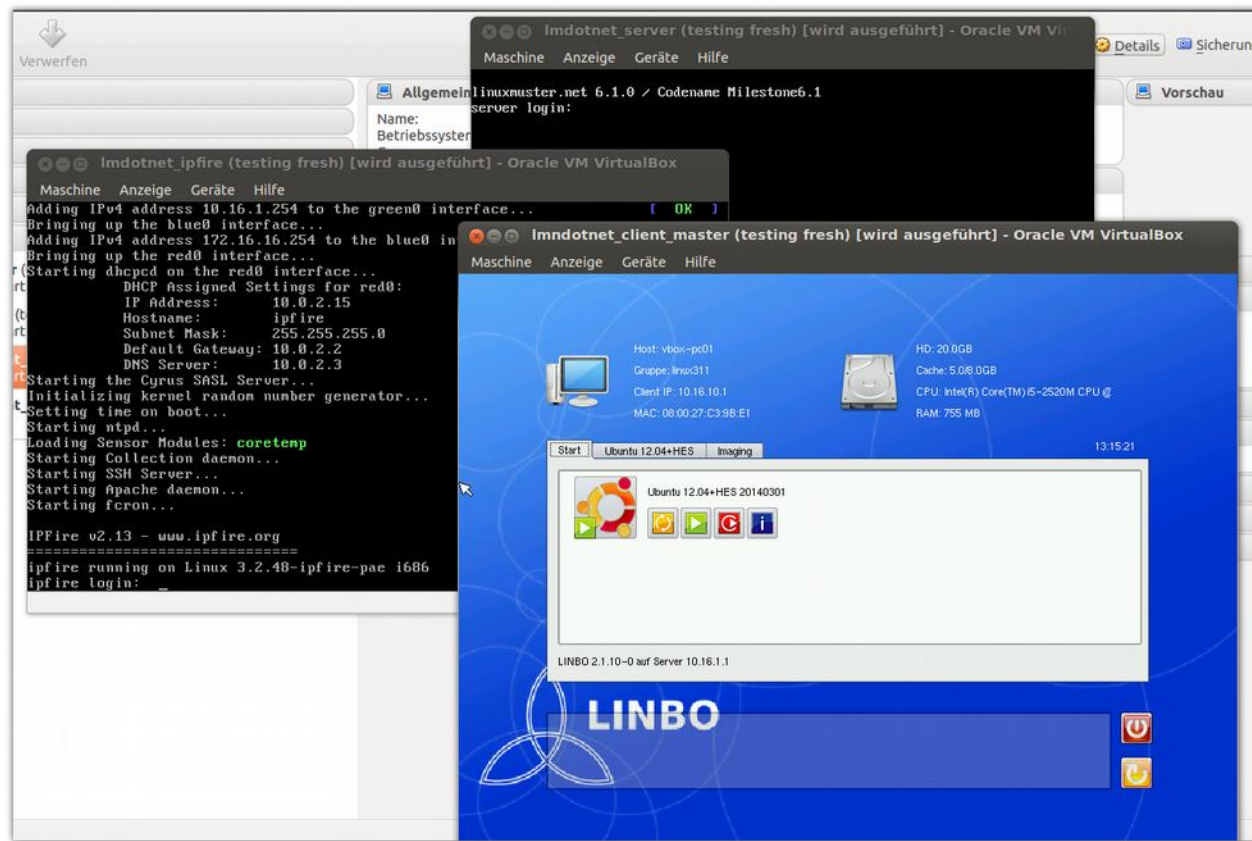 Verwerfen
Details
Sicherun
Allgemein
Name:
Betriebssystem
Vorschau
lmdotnet_server (testing fresh) [wird ausgeführt] - Oracle VM Vi
Maschine Anzeige Geräte Hilfe
linuxmuster.net 6.1.0 / Codename Milestone6.1
server login:
lmdotnet_ipfire (testing fresh) [wird ausgeführt] - Oracle VM VirtualBox
Maschine Anzeige Geräte Hilfe
Adding IPv4 address 10.16.1.254 to the green0 interface... [ OK ]
Bringing up the blue0 interface...
Adding IPv4 address 172.16.16.254 to the blue0 in
Bringing up the red0 interface...
Starting dhcpcd on the red0 interface...
DHCP Assigned Settings for red0:
IP Address: 10.0.2.15
Hostname: ipfire
Subnet Mask: 255.255.255.0
Default Gateway: 10.0.2.2
DNS Server: 10.0.2.3
Starting the Cyrus SASL Server...
Initializing kernel random number generator...
Setting time on boot...
Starting ntpd...
Loading Sensor Modules: coretemp
Starting Collection daemon...
Starting SSH Server...
Starting Apache daemon...
Starting fcron...
IPFire v2.13 - www.ipfire.org
==============================
ipfire running on Linux 3.2.48-ipfire-pae i686
ipfire login: _
lmndotnet_client_master (testing fresh) [wird ausgeführt] - Oracle VM VirtualBox
Maschine Anzeige Geräte Hilfe
Host: vbox-pc01
Gruppe: linux311
Client IP: 10.16.10.1
MAC: 08:00:27:C3:9B:E1
HD: 20.0GB
Cache: 5.0/8.0GB
CPU: Intel(R) Core(TM) i5-2520M CPU @
RAM: 755 MB
Start Ubuntu 12.04+HES Imaging
13:15:21
Ubuntu 12.04+HES 20140301
LINBO 2.1.10-0 auf Server 10.16.1.1
LINBO